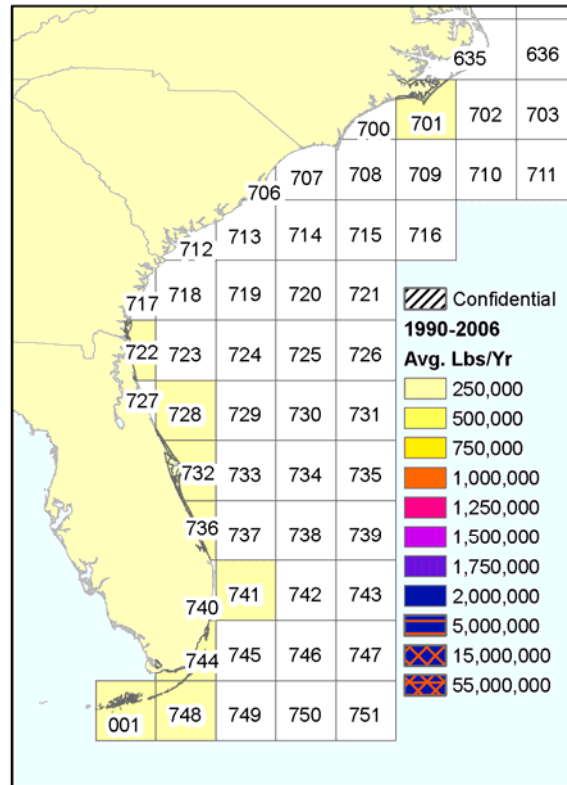 635 636
700 701 702 703
706 707 708 709 710 711
712 713 714 715 716
717 718 719 720 721
722 723 724 725 726
727 728 729 730 731
732 733 734 735
736 737 738 739
740 741 742 743
744 745 746 747
001 748 749 750 751
Confidential
1990-2006
Avg. Lbs/Yr
250,000
500,000
750,000
1,000,000
1,250,000
1,500,000
1,750,000
2,000,000
5,000,000
15,000,000
55,000,000